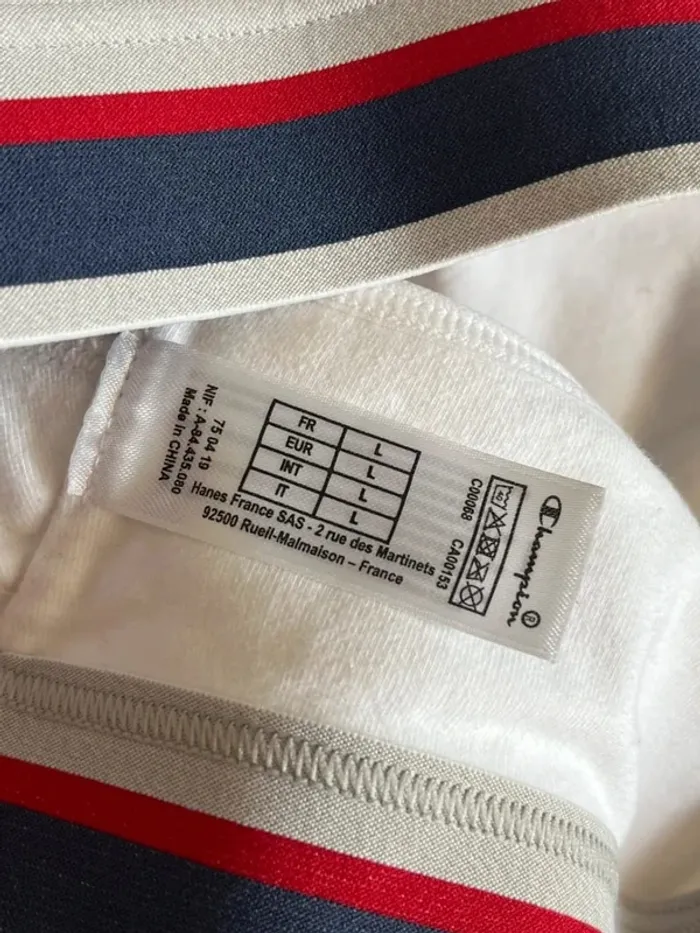 Champion®
40
C00068 CA00153
FR L
EUR L
INT L
IT L
Hanes France SAS - 2 rue des Martinets
92500 Rueil-Malmaison – France
75 04 19
NIF : A-84.435.080
Made in CHINA